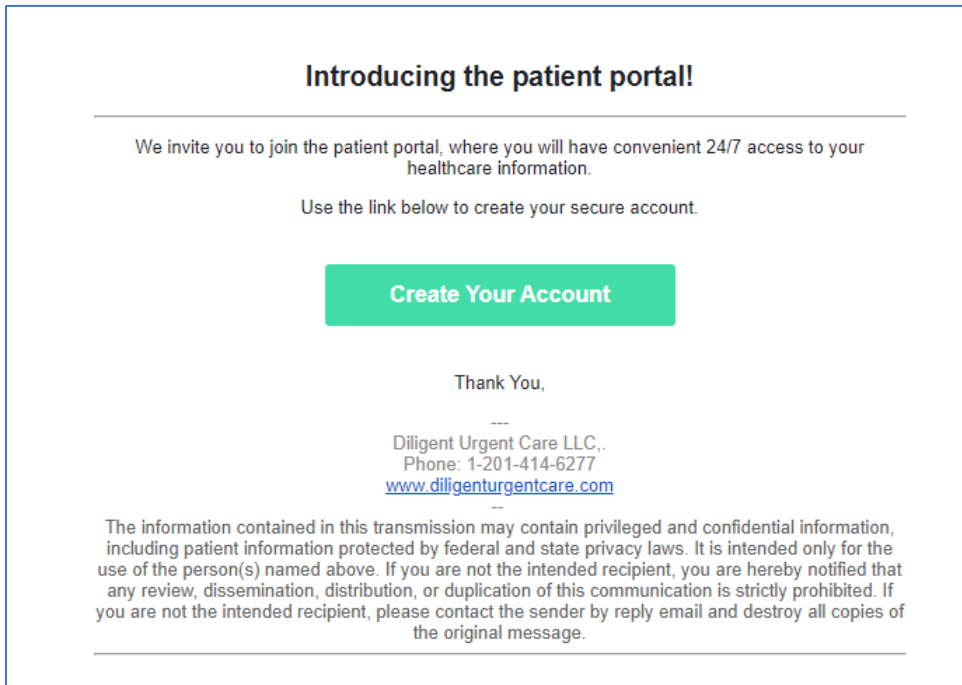 Introducing the patient portal!
We invite you to join the patient portal, where you will have convenient 24/7 access to your
healthcare information.
Use the link below to create your secure account.
Create Your Account
Thank You,
---
Diligent Urgent Care LLC,.
Phone: 1-201-414-6277
www.diligenturgentcare.com
--
The information contained in this transmission may contain privileged and confidential information,
including patient information protected by federal and state privacy laws. It is intended only for the
use of the person(s) named above. If you are not the intended recipient, you are hereby notified that
any review, dissemination, distribution, or duplication of this communication is strictly prohibited. If
you are not the intended recipient, please contact the sender by reply email and destroy all copies of
the original message.